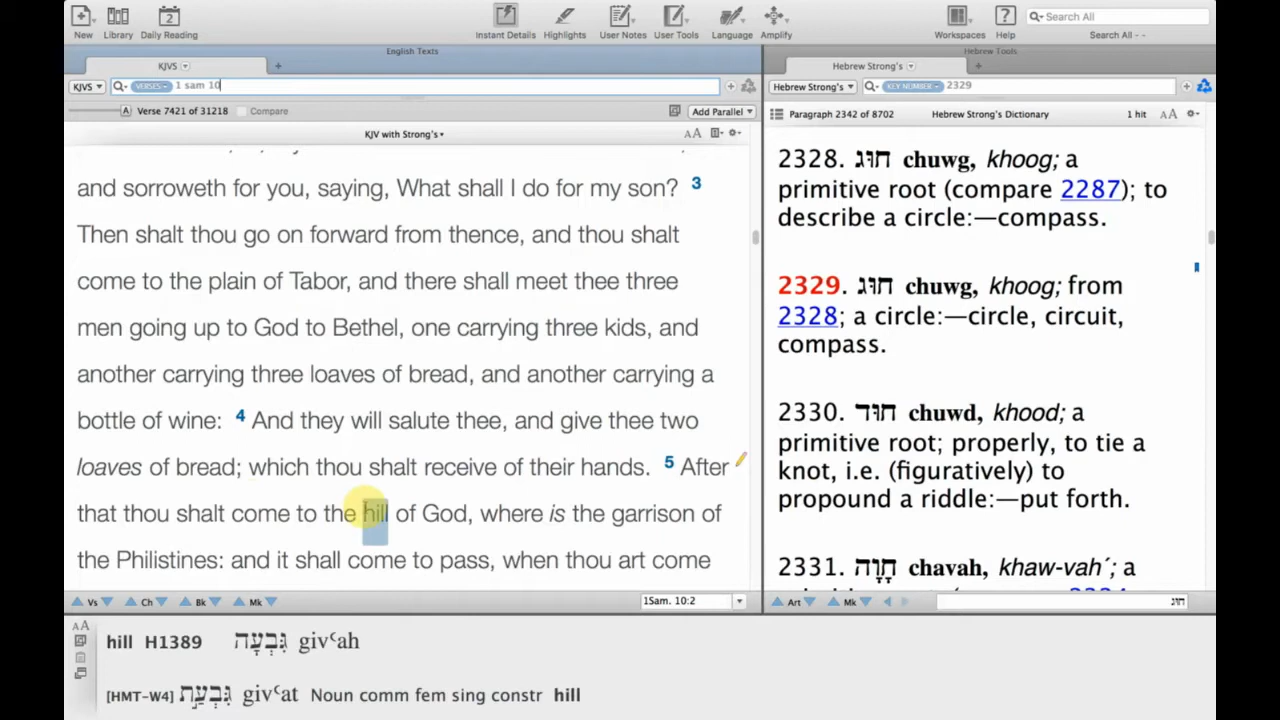 New Library Daily Reading Instant Details Highlights User Notes User Tools Language Amplify Workspaces Help Search All
Search All - -
2
English Texts
Hebrew Tools
KJVS
Hebrew Strong's
KJVS VERSES 1 sam 10
Hebrew Strong's KEY NUMBER 2329
A Verse 7421 of 31218 Compare Add Parallel
Paragraph 2342 of 8702 Hebrew Strong's Dictionary 1 hit AA
KJV with Strong's AA
and sorroweth for you, saying, What shall I do for my son? 3
Then shalt thou go on forward from thence, and thou shalt
come to the plain of Tabor, and there shall meet thee three
men going up to God to Bethel, one carrying three kids, and
another carrying three loaves of bread, and another carrying a
bottle of wine: 4 And they will salute thee, and give thee two
loaves of bread; which thou shalt receive of their hands. 5 After
that thou shalt come to the hill of God, where is the garrison of
the Philistines: and it shall come to pass, when thou art come
2328. חוּג chuwg, khoog; a
primitive root (compare 2287); to
describe a circle:—compass.
2329. חוּג chuwg, khoog; from
2328; a circle:—circle, circuit,
compass.
2330. חוּד chuwd, khood; a
primitive root; properly, to tie a
knot, i.e. (figuratively) to
propound a riddle:—put forth.
2331. חָוָה chavah, khaw-vah´; a
Vs Ch Bk Mk 1Sam. 10:2
Art Mk חוּג
AA
hill H1389 גִּבְעָה givʿah
[HMT-W4] גִּבְעַת givʿat Noun comm fem sing constr hill